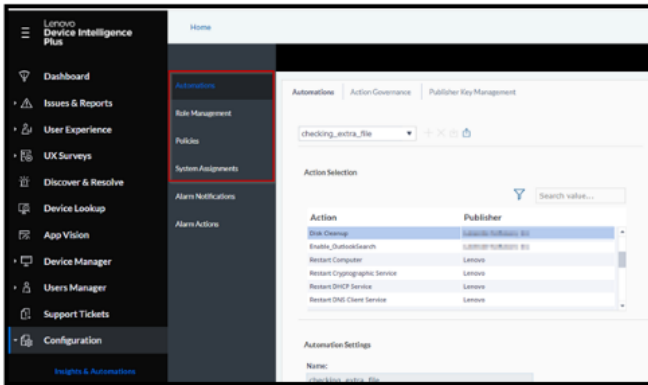 Lenovo
Device Intelligence
Plus
Home
Dashboard
Issues & Reports
User Experience
UX Surveys
Discover & Resolve
Device Lookup
App Vision
Device Manager
Users Manager
Support Tickets
Configuration
Insights & Automations
Automations
Role Management
Policies
System Assignments
Alarm Notifications
Alarm Actions
Automations Action Governance Publisher Key Management
checking_extra_file
Action Selection
Search value...
Action Publisher
Disk Cleanup
Enable_OutlookSearch
Restart Computer Lenovo
Restart Cryptographic Service Lenovo
Restart DHCP Service Lenovo
Restart DNS Client Service Lenovo
Automation Settings
Name:
checking_extra_file